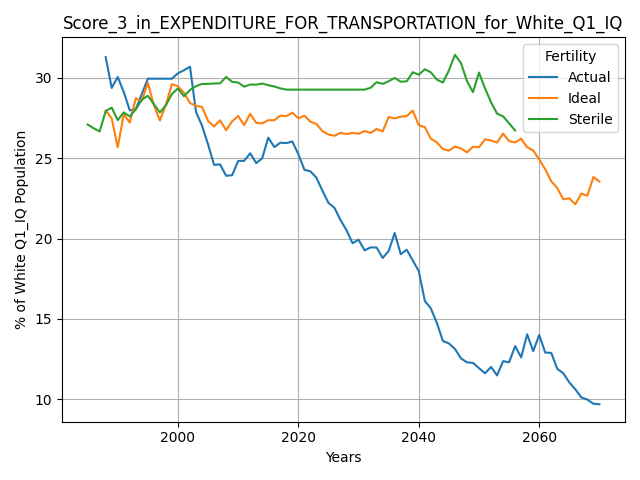 Score_3_in_EXPENDITURE_FOR_TRANSPORTATION_for_White_Q1_IQ
% of White Q1_IQ Population
30
25
20
15
10
Fertility
Actual
Ideal
Sterile
2000
2020
2040
2060
Years